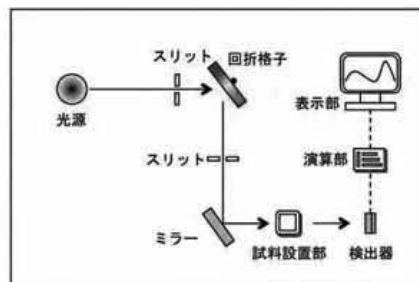 スリット
回折格子
光源
表示部
スリット
演算部
ミラー
試料設置部
検出器